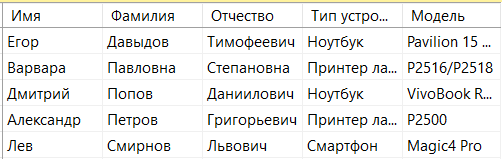 Имя Фамилия Отчество Тип устро... Модель
Егор Давыдов Тимофеевич Ноутбук Pavilion 15 ...
Варвара Павловна Степановна Принтер ла... P2516/P2518
Дмитрий Попов Даниилович Ноутбук VivoBook R...
Александр Петров Григорьевич Принтер ла... P2500
Лев Смирнов Львович Смартфон Magic4 Pro